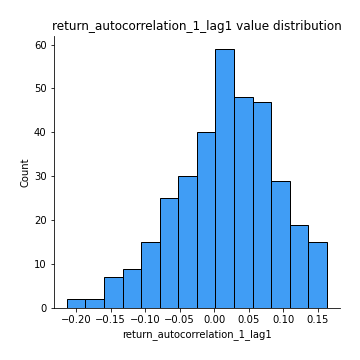 return_autocorrelation_1_lag1 value distribution
60
50
40
30
20
10
0
Count
−0.20 −0.15 −0.10 −0.05 0.00 0.05 0.10 0.15
return_autocorrelation_1_lag1